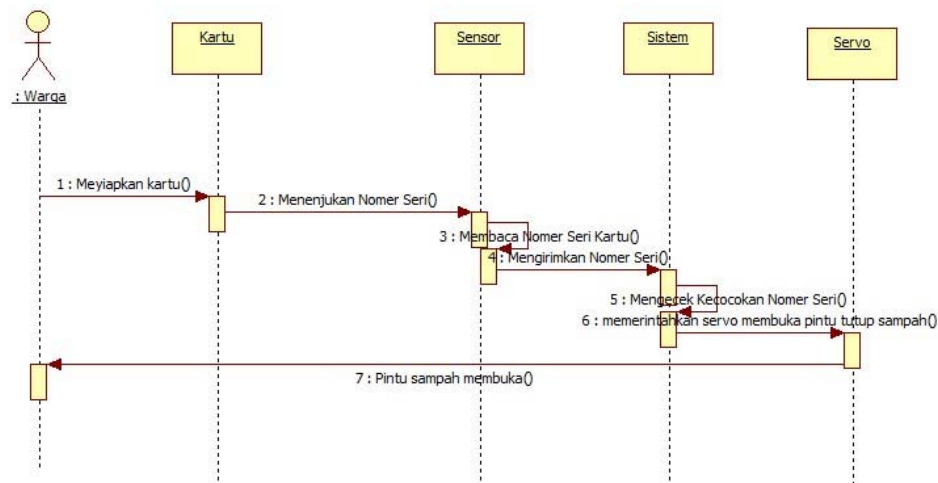 Kartu
Sensor
Sistem
Servo
: Warga
1 : Meyiapkan kartu()
2 : Menenjukan Nomer Seri()
3 : Membaca Nomer Seri Kartu()
4 : Mengirimkan Nomer Seri()
5 : Mengecek Kecocokan Nomer Seri()
6 : memerintahkan servo membuka pintu tutup sampah()
7 : Pintu sampah membuka()